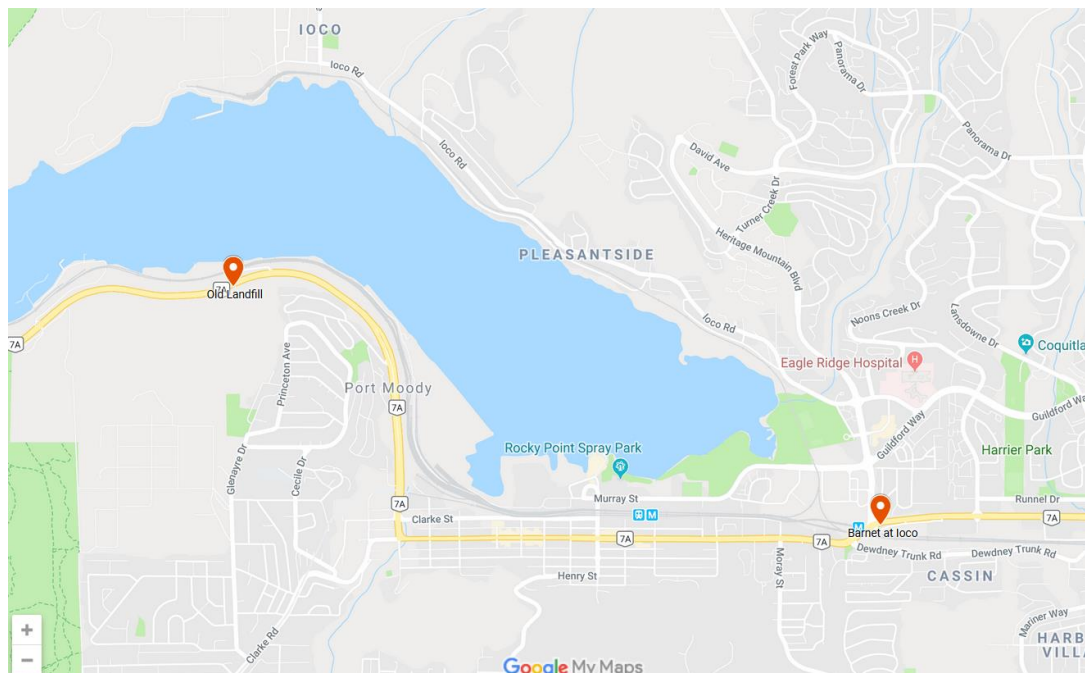 IOCO
Ioco Rd
Forest Park Way
Panorama Dr
Ioco Rd
David Ave
Panorama Dr
Turner Creek Dr
PLEASANTSIDE
Heritage Mountain Blvd
7A
Old Landfill
Noons Creek Dr
Lansdowne Dr
Ioco Rd
7A
Coquitla
Princeton Ave
Eagle Ridge Hospital
H
Port Moody
7A
Guildford Wa
Guildford Way
Rocky Point Spray Park
Harrier Park
Glenayre Dr
Cecile Dr
Murray St
Runnel Dr
7A
M
Clarke St
M
7A
7A
7A
Barnet at Ioco
Dewdney Trunk Rd
Dewdney Trunk Rd
Moray St
Henry St
CASSIN
Mariner Way
Clarke Rd
HARB
VILLA
+
−
Google My Maps